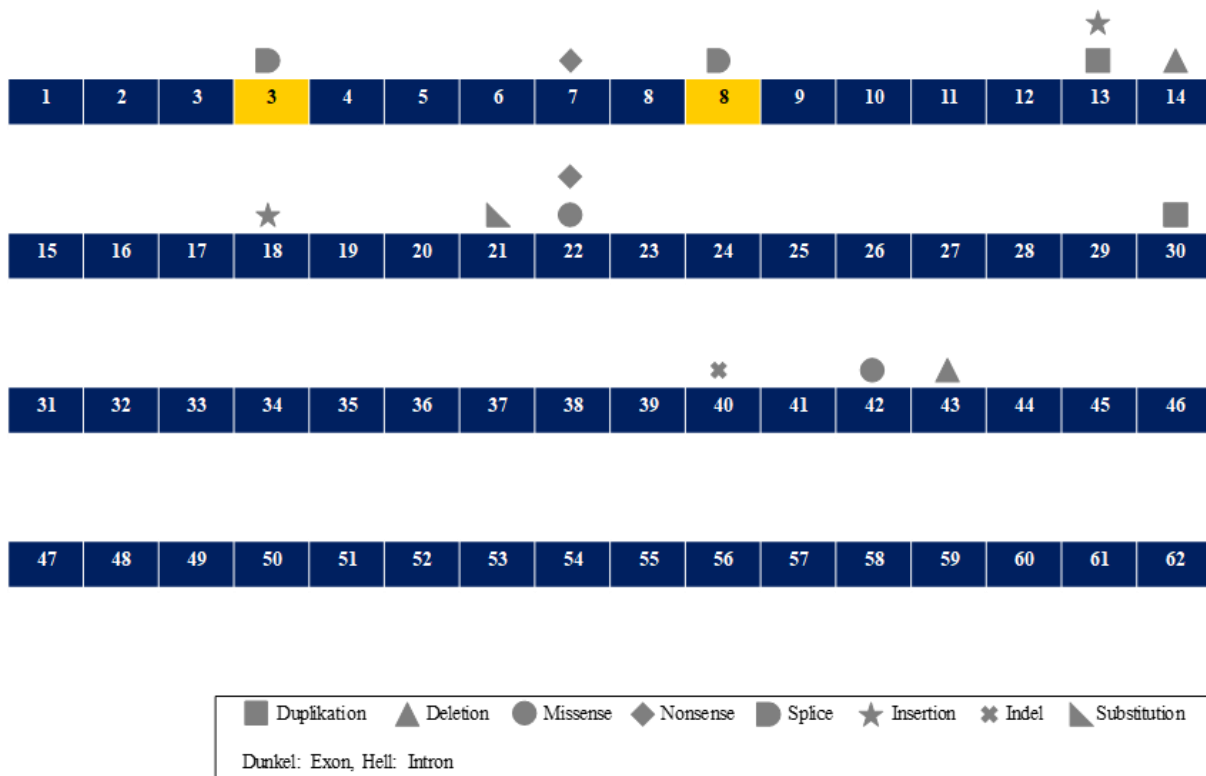 1 2 3 3 4 5 6 7 8 8 9 10 11 12 13 14
15 16 17 18 19 20 21 22 23 24 25 26 27 28 29 30
31 32 33 34 35 36 37 38 39 40 41 42 43 44 45 46
47 48 49 50 51 52 53 54 55 56 57 58 59 60 61 62
Duplikation Deletion Missense Nonsense Splice Insertion Indel Substitution
Dunkel: Exon, Hell: Intron